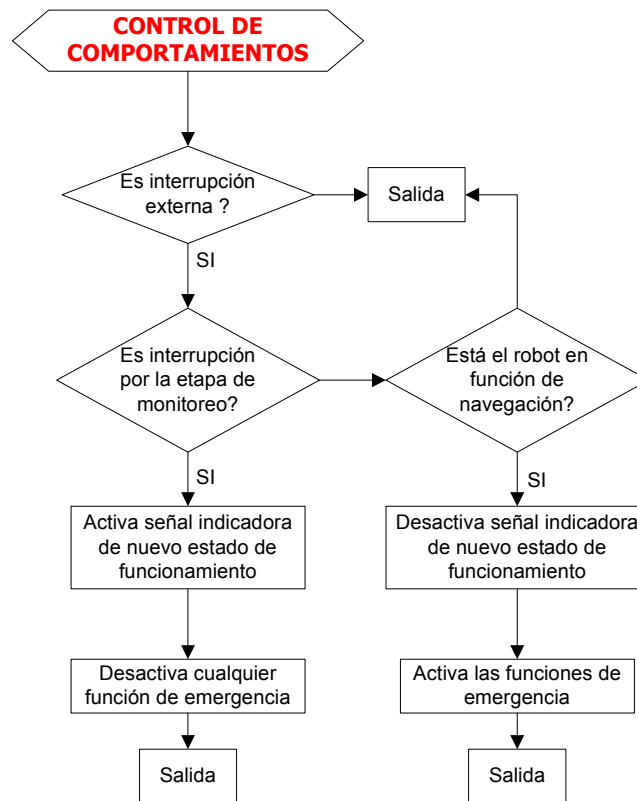 CONTROL DE
COMPORTAMIENTOS
Es interrupción
externa ?
Salida
SI
Es interrupción
por la etapa de
monitoreo?
Está el robot en
función de
navegación?
SI
SI
Activa señal indicadora
de nuevo estado de
funcionamiento
Desactiva señal indicadora
de nuevo estado de
funcionamiento
Desactiva cualquier
función de emergencia
Activa las funciones de
emergencia
Salida
Salida